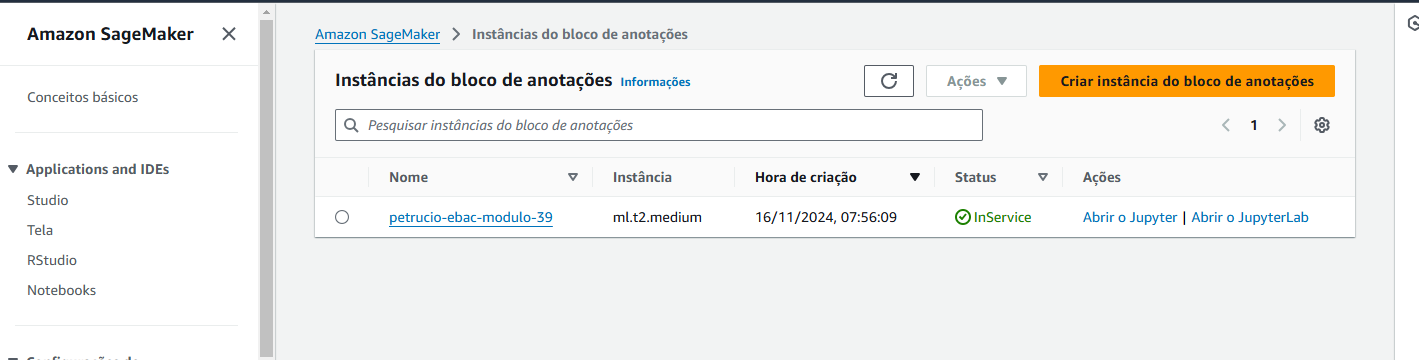 Amazon SageMaker
Conceitos básicos
Applications and IDEs
Studio
Tela
RStudio
Notebooks
Amazon SageMaker > Instâncias do bloco de anotações
Instâncias do bloco de anotações Informações
Ações
Criar instância do bloco de anotações
Pesquisar instâncias do bloco de anotações
1
Nome Instância Hora de criação Status Ações
petrucio-ebac-modulo-39 ml.t2.medium 16/11/2024, 07:56:09 InService Abrir o Jupyter | Abrir o JupyterLab